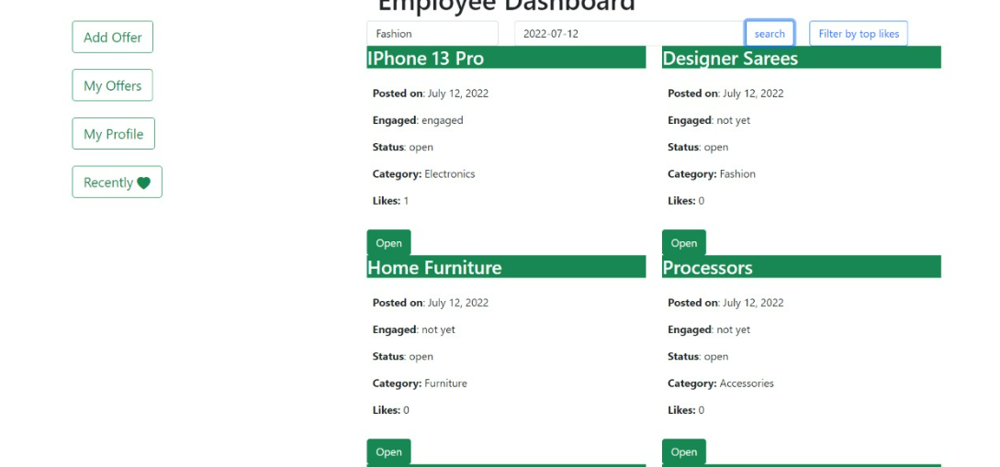 Employee Dashboard
Add Offer
My Offers
My Profile
Recently
Fashion
2022-07-12
search
Filter by top likes
IPhone 13 Pro
Posted on: July 12, 2022
Engaged: engaged
Status: open
Category: Electronics
Likes: 1
Open
Designer Sarees
Posted on: July 12, 2022
Engaged: not yet
Status: open
Category: Fashion
Likes: 0
Open
Home Furniture
Posted on: July 12, 2022
Engaged: not yet
Status: open
Category: Furniture
Likes: 0
Open
Processors
Posted on: July 12, 2022
Engaged: not yet
Status: open
Category: Accessories
Likes: 0
Open